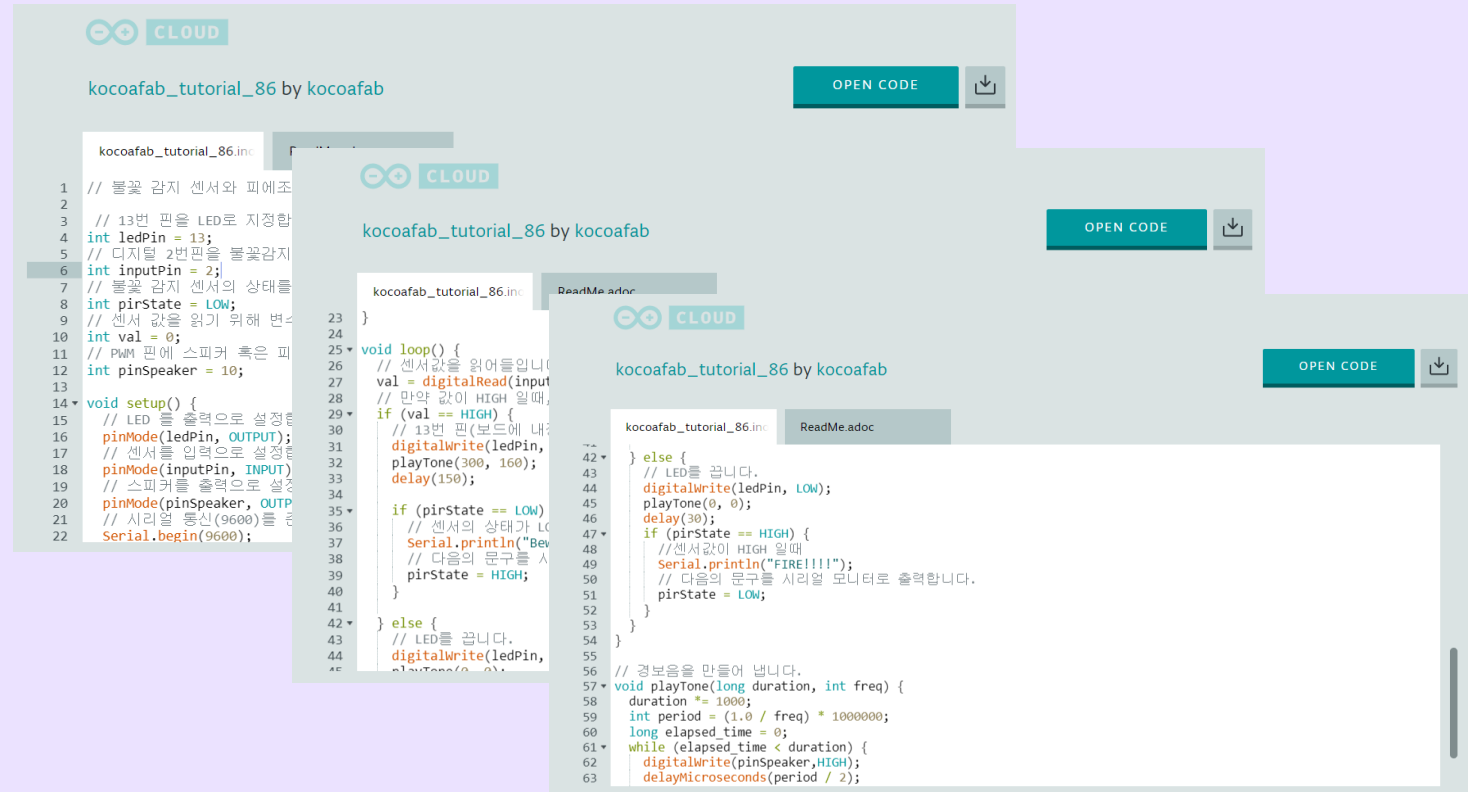 CLOUD
kocoafab_tutorial_86 by kocoafab
OPEN CODE
kocoafab_tutorial_86.ino
1 // 불꽃 감지 센서와 피에조
2
3 // 13번 핀을 LED로 지정합
4 int ledPin = 13;
5 // 디지털 2번핀을 불꽃감지
6 int inputPin = 2;
7 // 불꽃 감지 센서의 상태를
8 int pirState = LOW;
9 // 센서 값을 읽기 위해
10 int val = 0;
11 // PWM 핀에 스피커 혹은 피
12 int pinSpeaker = 10;
13
14 void setup() {
15 // LED 를 출력으로 설정합
16 pinMode(ledPin, OUTPUT);
17 // 센서를 입력으로 설정합
18 pinMode(inputPin, INPUT)
19 // 스피커를 출력으로
20 pinMode(pinSpeaker, OUTP
21 // 시리얼 통신(9600)를
22 Serial.begin(9600);
CLOUD
kocoafab_tutorial_86 by kocoafab
OPEN CODE
kocoafab_tutorial_86.ino
ReadMe.adoc
23 }
24
25 void loop() {
26 // 센서값을 읽어들입니다
27 val = digitalRead(input
28 // 만약 값이 HIGH 일때,
29 if (val == HIGH) {
30 // 13번 핀(보드에
31 digitalWrite(ledPin,
32 playTone(300, 160);
33 delay(150);
34
35 if (pirState == LOW)
36 // 센서의 상태가 LO
37 Serial.println("Bew
38 // 다음의 문구를 시
39 pirState = HIGH;
40 }
41
42 } else {
43 // LED를 끕니다.
44 digitalWrite(ledPin,
45 playTone(0, 0);
CLOUD
kocoafab_tutorial_86 by kocoafab
OPEN CODE
kocoafab_tutorial_86.ino
ReadMe.adoc
41
42 } else {
43 // LED를 끕니다.
44 digitalWrite(ledPin, LOW);
45 playTone(0, 0);
46 delay(30);
47 if (pirState == HIGH) {
48 //센서값이 HIGH 일때
49 Serial.println("FIRE!!!!");
50 // 다음의 문구를 시리얼 모니터로 출력합니다.
51 pirState = LOW;
52 }
53 }
54 }
55
56 // 경보음을 만들어 냅니다.
57 void playTone(long duration, int freq) {
58 duration *= 1000;
59 int period = (1.0 / freq) * 1000000;
60 long elapsed_time = 0;
61 while (elapsed_time < duration) {
62 digitalWrite(pinSpeaker,HIGH);
63 delayMicroseconds(period / 2);